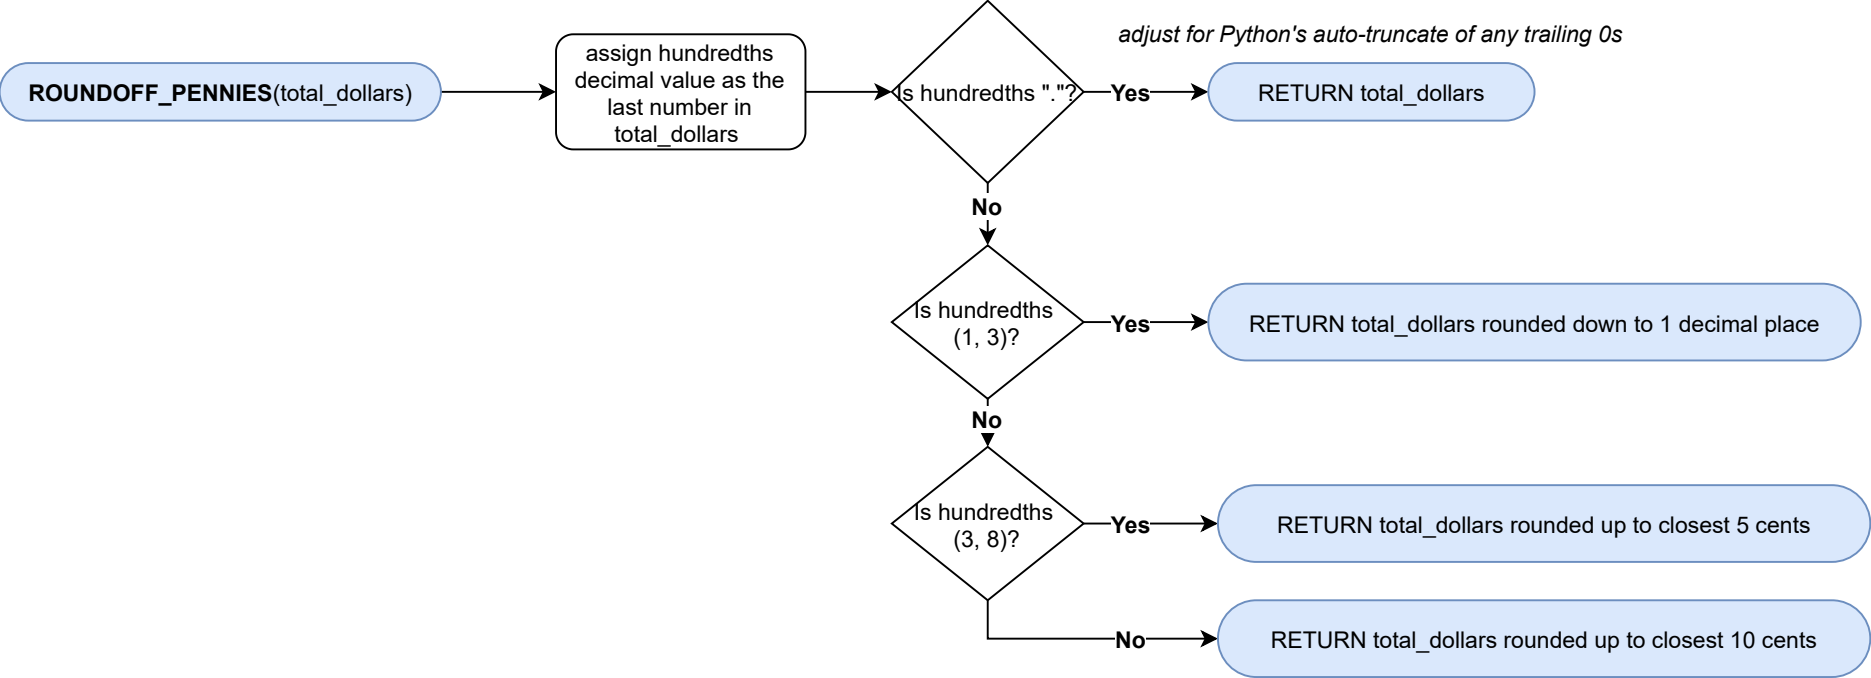 adjust for Python's auto-truncate of any trailing 0s
ROUNDOFF_PENNIES(total_dollars)
assign hundredths
decimal value as the
last number in
total_dollars
Is hundredths "."?
Yes
RETURN total_dollars
No
Is hundredths
(1, 3)?
Yes
RETURN total_dollars rounded down to 1 decimal place
No
Is hundredths
(3, 8)?
Yes
RETURN total_dollars rounded up to closest 5 cents
No
RETURN total_dollars rounded up to closest 10 cents